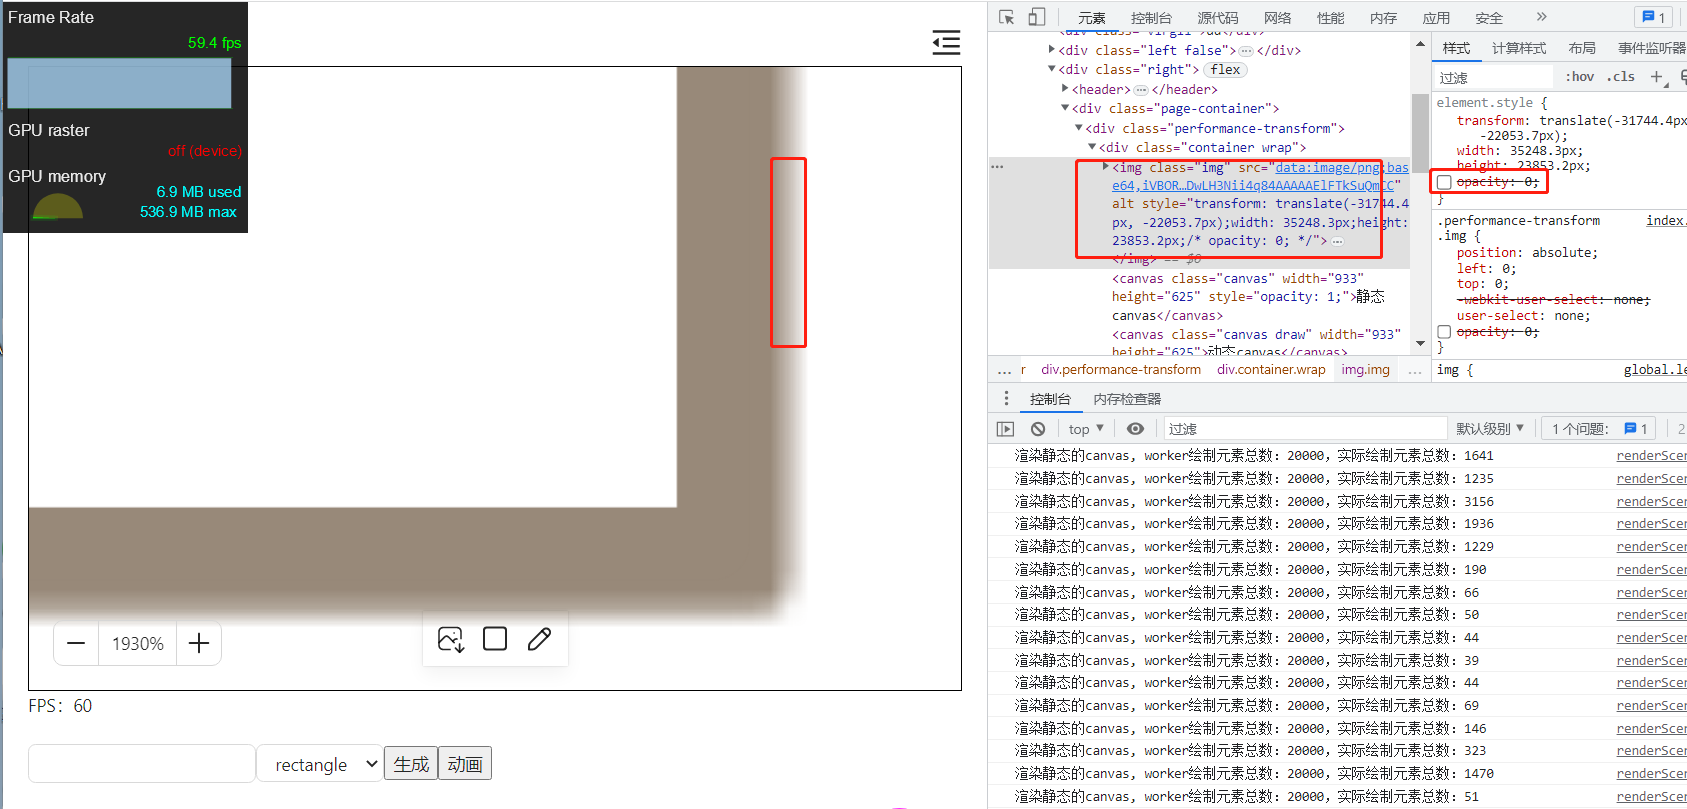 Frame Rate
59.4 fps
GPU raster
off (device)
GPU memory
6.9 MB used
536.9 MB max
1930%
FPS：60
rectangle
生成
动画
元素
控制台
源代码
网络
性能
内存
应用
安全
»
1
<div class="left false">⋯</div>
<div class="right"> flex
<header>⋯</header>
<div class="page-container">
<div class="performance-transform">
<div class="container wrap">
<img class="img" src="data:image/png;bas
e64,iVBOR…DwLH3Nii4q84AAAAAElFTkSuQmCC"
alt style="transform: translate(-31744.4
px, -22053.7px);width: 35248.3px;height:
23853.2px;/* opacity: 0; */">⋯
</img> == $0
<canvas class="canvas" width="933"
height="625" style="opacity: 1;">静态
canvas</canvas>
<canvas class="canvas draw" width="933"
height="625">动态canvas</canvas>
... r div.performance-transform div.container.wrap img.img ...
样式
计算样式
布局
事件监听器
过滤
:hov .cls +
element.style {
transform: translate(-31744.4px
-22053.7px);
width: 35248.3px;
height: 23853.2px;
opacity: 0;
}
.performance-transform index.
.img {
position: absolute;
left: 0;
top: 0;
-webkit-user-select: none;
user-select: none;
opacity: 0;
}
img { global.le
控制台
内存检查器
top
过滤
默认级别
1 个问题：
1
2
渲染静态的canvas, worker绘制元素总数：20000，实际绘制元素总数：1641 renderScer
渲染静态的canvas, worker绘制元素总数：20000，实际绘制元素总数：1235 renderScer
渲染静态的canvas, worker绘制元素总数：20000，实际绘制元素总数：3156 renderScer
渲染静态的canvas, worker绘制元素总数：20000，实际绘制元素总数：1936 renderScer
渲染静态的canvas, worker绘制元素总数：20000，实际绘制元素总数：1229 renderScer
渲染静态的canvas, worker绘制元素总数：20000，实际绘制元素总数：190 renderScer
渲染静态的canvas, worker绘制元素总数：20000，实际绘制元素总数：66 renderScer
渲染静态的canvas, worker绘制元素总数：20000，实际绘制元素总数：50 renderScer
渲染静态的canvas, worker绘制元素总数：20000，实际绘制元素总数：44 renderScer
渲染静态的canvas, worker绘制元素总数：20000，实际绘制元素总数：39 renderScer
渲染静态的canvas, worker绘制元素总数：20000，实际绘制元素总数：44 renderScer
渲染静态的canvas, worker绘制元素总数：20000，实际绘制元素总数：69 renderScer
渲染静态的canvas, worker绘制元素总数：20000，实际绘制元素总数：146 renderScer
渲染静态的canvas, worker绘制元素总数：20000，实际绘制元素总数：323 renderScer
渲染静态的canvas, worker绘制元素总数：20000，实际绘制元素总数：1470 renderScer
渲染静态的canvas, worker绘制元素总数：20000，实际绘制元素总数：51 renderScer